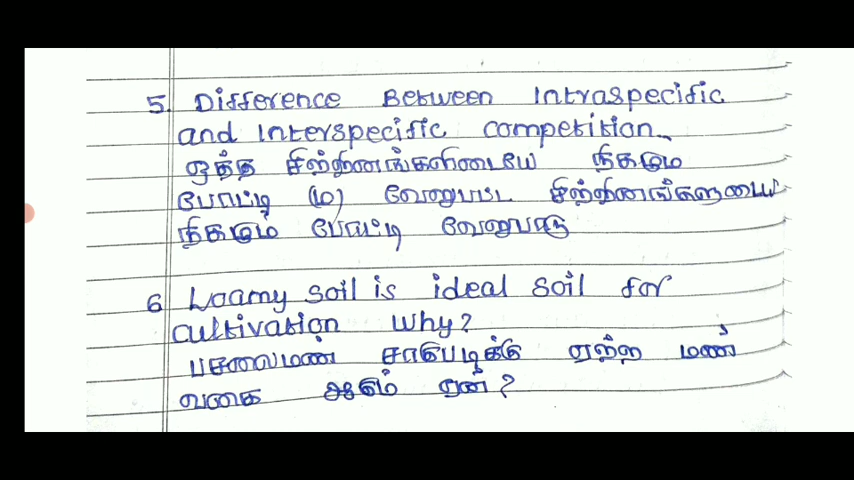 5. Difference Between Intraspecific
and Interspecific competition.
ஒத்த சிற்றினங்களிடையே நிகழும்
போட்டி (ம) வேறுபட்ட சிற்றினங்களுடையே
நிகழும் போட்டி வேறுபாடு
6 Loamy soil is ideal soil for
cultivation why?
பசலைமண் சாகுபடிக்கு ஏற்ற மண்
வகை ஆகும் ஏன்?